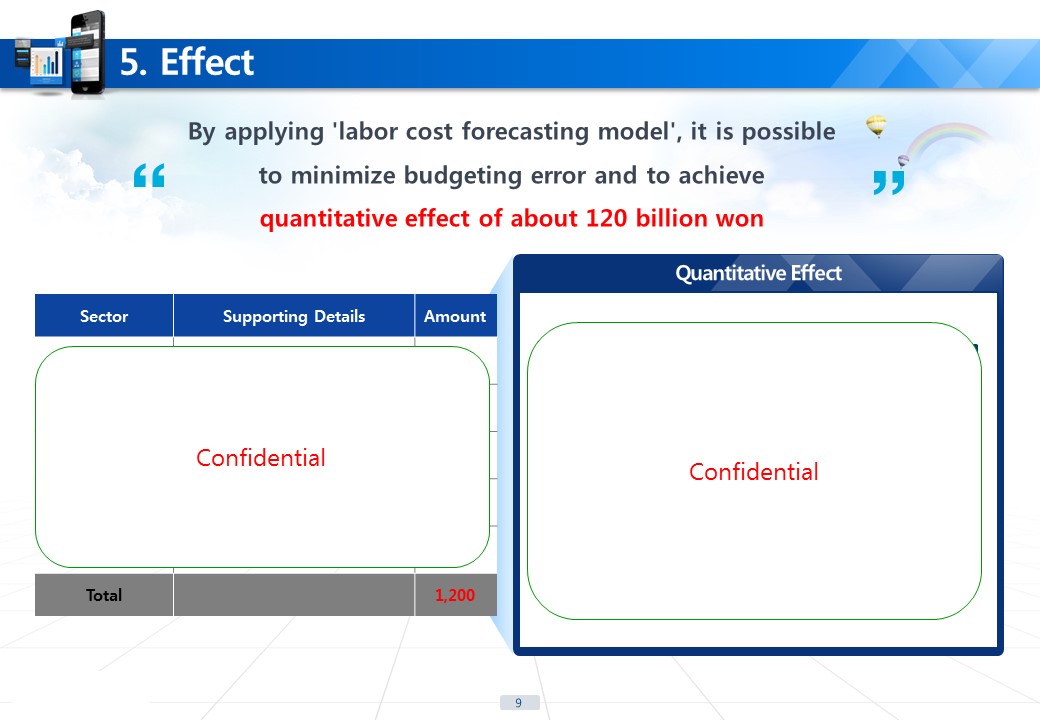 5. Effect
By applying 'labor cost forecasting model', it is possible
“ to minimize budgeting error and to achieve ”
quantitative effect of about 120 billion won
Quantitative Effect
Sector Supporting Details Amount
Confidential
Confidential
Total 1,200
9